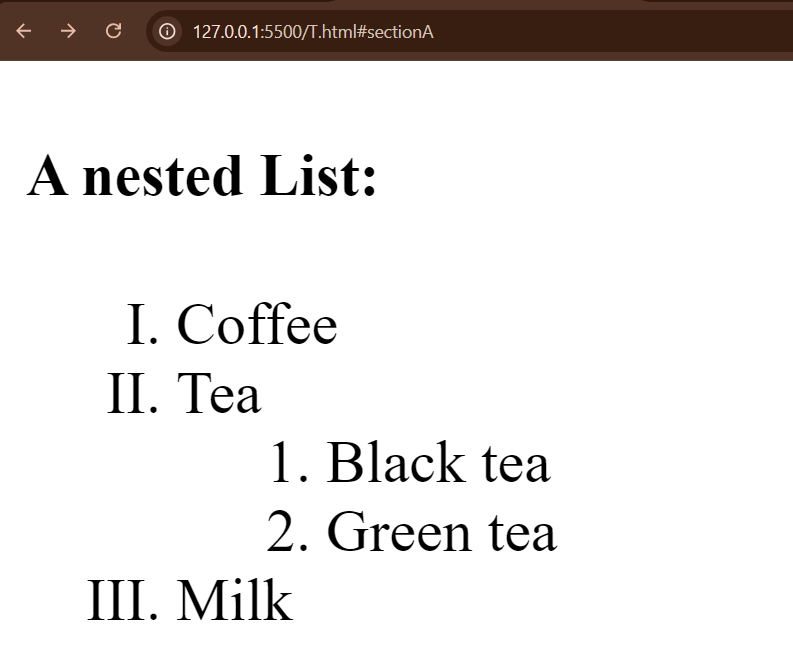 127.0.0.1:5500/T.html#sectionA
A nested List:
I. Coffee
II. Tea
1. Black tea
2. Green tea
III. Milk